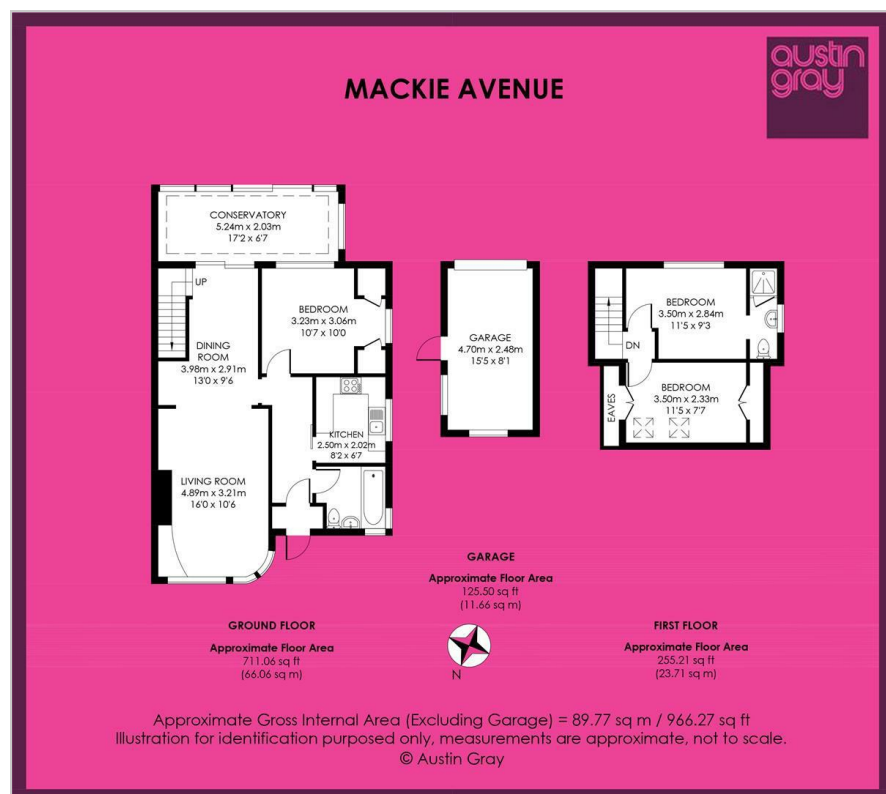 austin
gray
MACKIE AVENUE
CONSERVATORY
5.24m x 2.03m
17'2 x 6'7
UP
BEDROOM
3.23m x 3.06m
10'7 x 10'0
DINING
ROOM
3.98m x 2.91m
13'0 x 9'6
KITCHEN
2.50m x 2.02m
8'2 x 6'7
LIVING ROOM
4.89m x 3.21m
16'0 x 10'6
GARAGE
4.70m x 2.48m
15'5 x 8'1
BEDROOM
3.50m x 2.84m
11'5 x 9'3
DN
BEDROOM
3.50m x 2.33m
11'5 x 7'7
EAVES
GARAGE
Approximate Floor Area
125.50 sq ft
(11.66 sq m)
GROUND FLOOR
Approximate Floor Area
711.06 sq ft
(66.06 sq m)
N
FIRST FLOOR
Approximate Floor Area
255.21 sq ft
(23.71 sq m)
Approximate Gross Internal Area (Excluding Garage) = 89.77 sq m / 966.27 sq ft
Illustration for identification purposed only, measurements are approximate, not to scale.
© Austin Gray